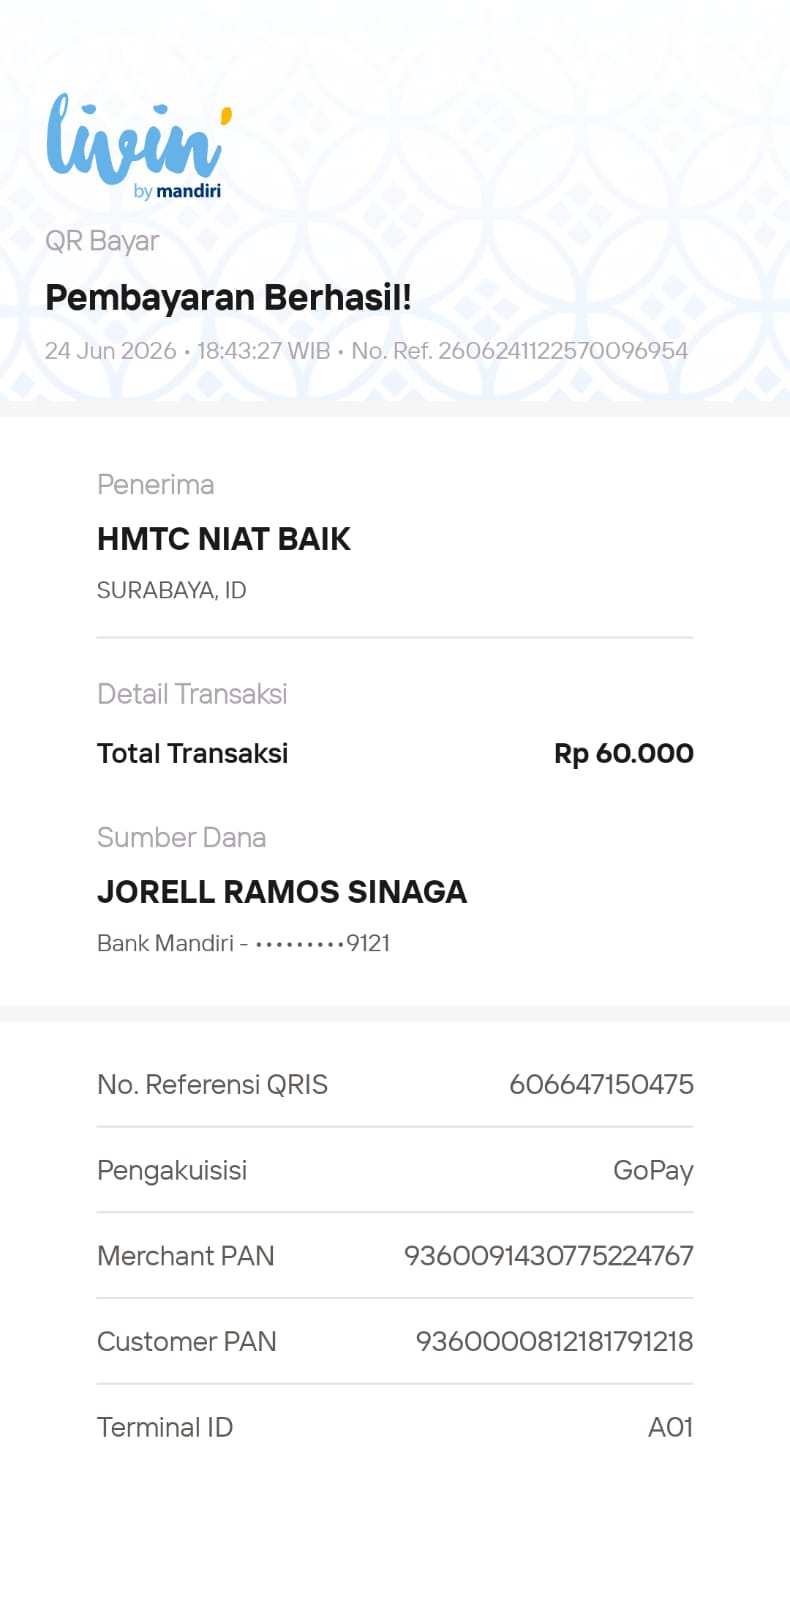 livin'
by mandiri
QR Bayar
Pembayaran Berhasil!
24 Jun 2026 • 18:43:27 WIB • No. Ref. 2606241122570096954
Penerima
HMTC NIAT BAIK
SURABAYA, ID
Detail Transaksi
Total Transaksi Rp 60.000
Sumber Dana
JORELL RAMOS SINAGA
Bank Mandiri - •••••••••9121
No. Referensi QRIS 606647150475
Pengakuisisi GoPay
Merchant PAN 9360091430775224767
Customer PAN 9360000812181791218
Terminal ID A01